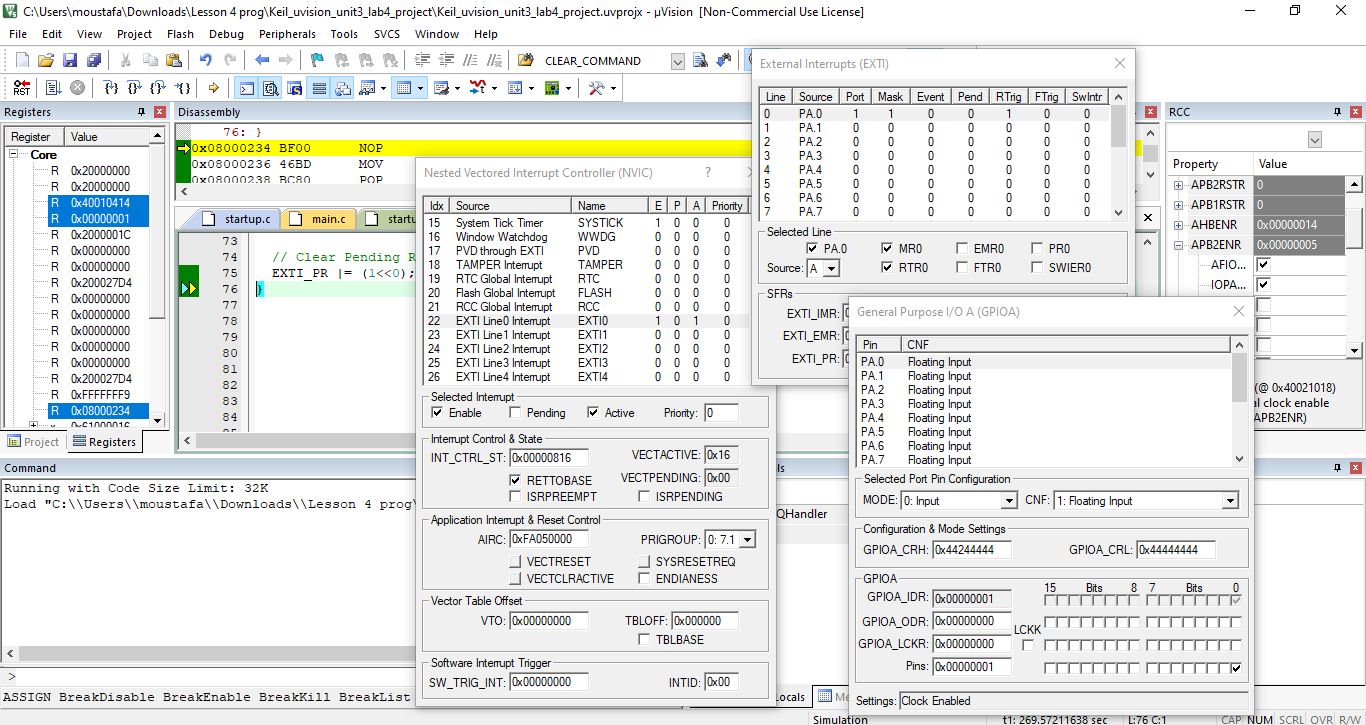 C:\Users\moustafa\Downloads\Lesson 4 prog\Keil_uvision_unit3_lab4_project\Keil_uvision_unit3_lab4_project.uvprojx - µVision [Non-Commercial Use License]
File Edit View Project Flash Debug Peripherals Tools SVCS Window Help
CLEAR_COMMAND
RST
Registers
Register Value
Core
R 0x20000000
R 0x20000000
R 0x40010414
R 0x00000001
R 0x2000001C
R 0x00000000
R 0x00000000
R 0x200027D4
R 0x00000000
R 0x00000000
R 0x00000000
R 0x00000000
R 0x00000000
R 0x200027D4
R 0xFFFFFFF9
R 0x08000234
R 0x61000016
Project Registers
Disassembly
76: }
0x08000234 BF00 NOP
0x08000236 46BD MOV
0x08000238 BC80 POP
startup.c main.c startu
73
74 // Clear Pending R
75 EXTI_PR |= (1<<0);
76 }
77
78
79
80
81
82
83
84
85
Nested Vectored Interrupt Controller (NVIC) ?
Idx Source Name E P A Priority
15 System Tick Timer SYSTICK 1 0 0 0
16 Window Watchdog WWDG 0 0 0 0
17 PVD through EXTI PVD 0 0 0 0
18 TAMPER Interrupt TAMPER 0 0 0 0
19 RTC Global Interrupt RTC 0 0 0 0
20 Flash Global Interrupt FLASH 0 0 0 0
21 RCC Global Interrupt RCC 0 0 0 0
22 EXTI Line0 Interrupt EXTI0 1 0 1 0
23 EXTI Line1 Interrupt EXTI1 0 0 0 0
24 EXTI Line2 Interrupt EXTI2 0 0 0 0
25 EXTI Line3 Interrupt EXTI3 0 0 0 0
26 EXTI Line4 Interrupt EXTI4 0 0 0 0
Selected Interrupt
Enable Pending Active Priority: 0
Interrupt Control & State
INT_CTRL_ST: 0x00000816 VECTACTIVE: 0x16
RETTOBASE VECTPENDING: 0x00
ISRPREEMPT ISRPENDING
Application Interrupt & Reset Control
AIRC: 0xFA050000 PRIGROUP: 0: 7.1
VECTRESET SYSRESETREQ
VECTCLRACTIVE ENDIANESS
Vector Table Offset
VTO: 0x00000000 TBLOFF: 0x000000
TBLBASE
Software Interrupt Trigger
SW_TRIG_INT: 0x00000000 INTID: 0x00
External Interrupts (EXTI)
Line Source Port Mask Event Pend RTrig FTrig SwIntr
0 PA.0 1 1 0 0 1 0 0
1 PA.1 0 0 0 0 0 0 0
2 PA.2 0 0 0 0 0 0 0
3 PA.3 0 0 0 0 0 0 0
4 PA.4 0 0 0 0 0 0 0
5 PA.5 0 0 0 0 0 0 0
6 PA.6 0 0 0 0 0 0 0
7 PA.7 0 0 0 0 0 0 0
Selected Line
PA.0 MR0 EMR0 PR0
Source: A RTR0 FTR0 SWIER0
SFRs
EXTI_IMR:
EXTI_EMR:
EXTI_PR:
RCC
Property Value
APB2RSTR 0
APB1RSTR 0
AHBENR 0x00000014
APB2ENR 0x00000005
AFIO...
IOPA...
(@ 0x40021018)
al clock enable
APB2ENR)
General Purpose I/O A (GPIOA)
Pin CNF
PA.0 Floating Input
PA.1 Floating Input
PA.2 Floating Input
PA.3 Floating Input
PA.4 Floating Input
PA.5 Floating Input
PA.6 Floating Input
PA.7 Floating Input
Selected Port Pin Configuration
MODE: 0: Input CNF: 1: Floating Input
Configuration & Mode Settings
GPIOA_CRH: 0x44244444 GPIOA_CRL: 0x44444444
GPIOA
15 Bits 8 7 Bits 0
GPIOA_IDR: 0x00000001
GPIOA_ODR: 0x00000000
LCKK
GPIOA_LCKR: 0x00000000
Pins: 0x00000001
Settings: Clock Enabled
Command
Running with Code Size Limit: 32K
Load "C:\\Users\\moustafa\\Downloads\\Lesson 4 prog\
>
ASSIGN BreakDisable BreakEnable BreakKill BreakList
ls
QHandler
ocals Me
Simulation t1: 269.57211638 sec L:76 C:1 CAP NUM SCRL OVR R/W